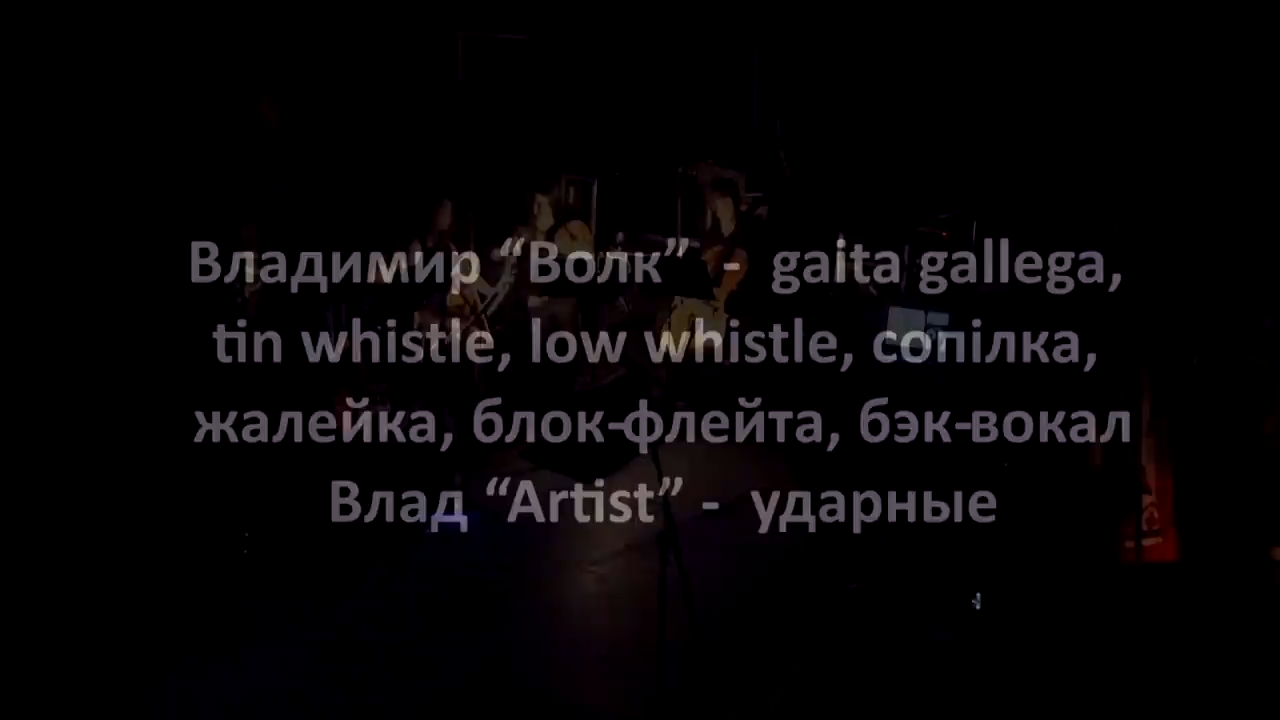 Владимир “Волк” - gaita gallega,
tin whistle, low whistle, сопілка,
жалейка, блок-флейта, бэк-вокал
Влад “Artist” - ударные